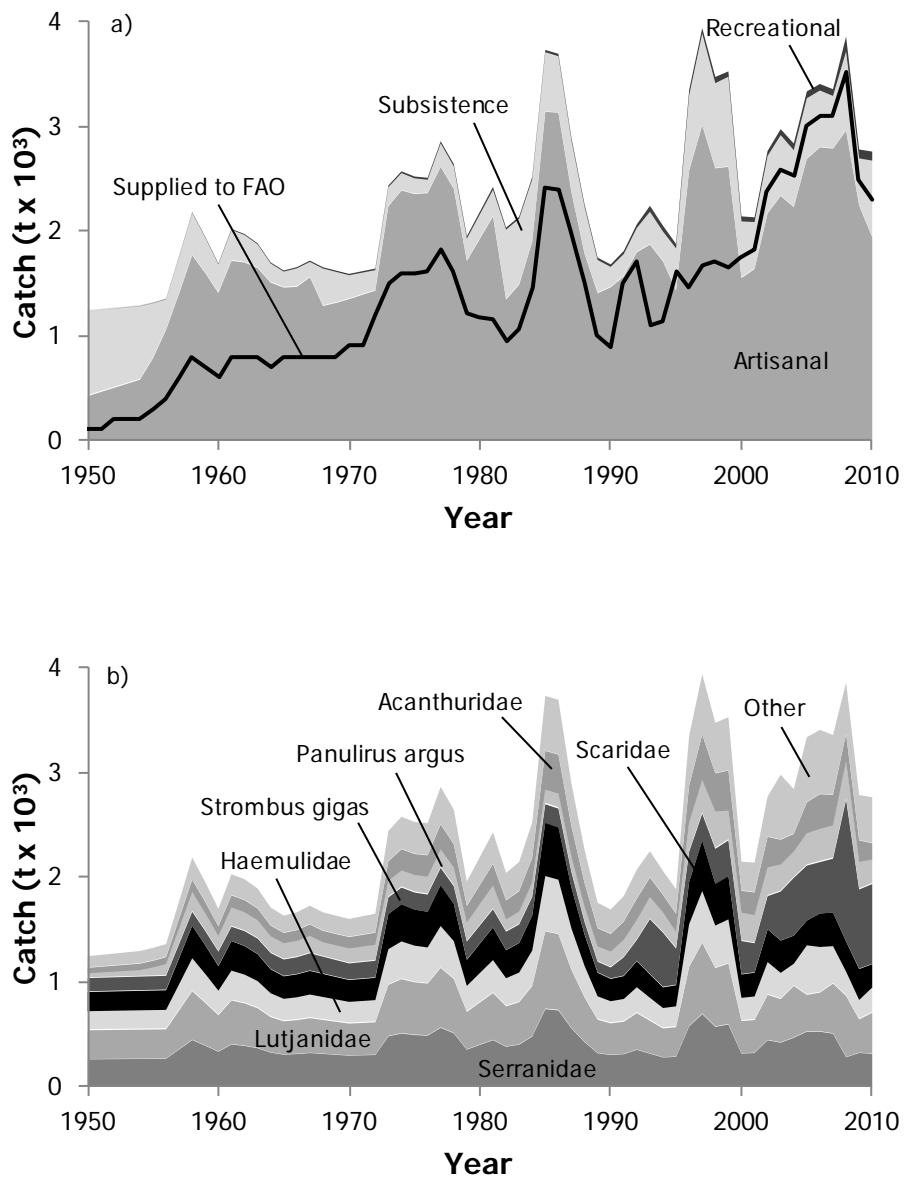 a)
4
3
2
1
0
Catch (t x 10³)
Recreational
Subsistence
Supplied to FAO
Artisanal
1950 1960 1970 1980 1990 2000 2010
Year
b)
4
3
2
1
0
Catch (t x 10³)
Acanthuridae
Other
Scaridae
Panulirus argus
Strombus gigas
Haemulidae
Lutjanidae
Serranidae
1950 1960 1970 1980 1990 2000 2010
Year